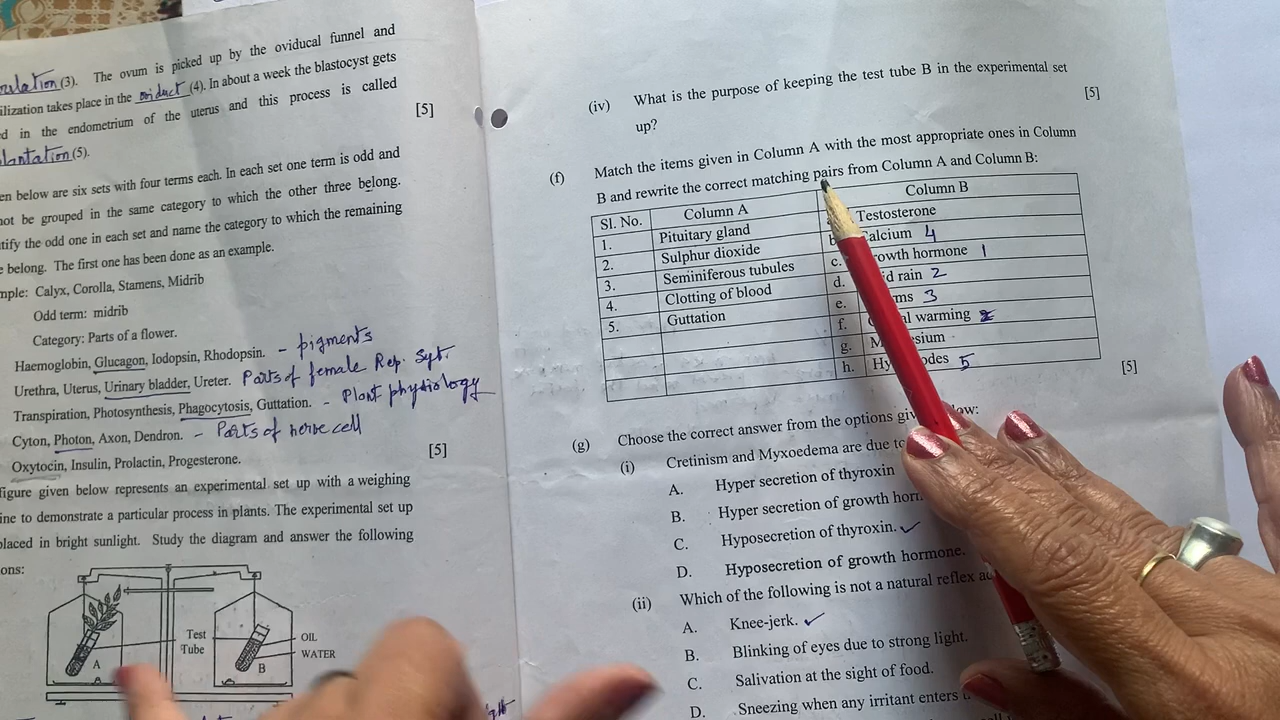 (3). The ovum is picked up by the oviducal funnel and
ilization takes place in the oviduct (4). In about a week the blastocyst gets
d in the endometrium of the uterus and this process is called
lantation (5).
[5]
en below are six sets with four terms each. In each set one term is odd and
not be grouped in the same category to which the other three belong.
tify the odd one in each set and name the category to which the remaining
e belong. The first one has been done as an example.
mple: Calyx, Corolla, Stamens, Midrib
Odd term: midrib
Category: Parts of a flower.
Haemoglobin, Glucagon, Iodopsin, Rhodopsin. - pigments
Urethra, Uterus, Urinary bladder, Ureter. Parts of female Rep. Syt.
Transpiration, Photosynthesis, Phagocytosis, Guttation. - Plant physiology
Cyton, Photon, Axon, Dendron. - Parts of nerve cell
Oxytocin, Insulin, Prolactin, Progesterone.
[5]
figure given below represents an experimental set up with a weighing
ine to demonstrate a particular process in plants. The experimental set up
placed in bright sunlight. Study the diagram and answer the following
ons:
Test
Tube
OIL
WATER
A
B
(iv) What is the purpose of keeping the test tube B in the experimental set
up?
[5]
(f) Match the items given in Column A with the most appropriate ones in Column
B and rewrite the correct matching pairs from Column A and Column B:
Sl. No. Column A Column B
1. Pituitary gland Testosterone
2. Sulphur dioxide b Calcium 4
3. Seminiferous tubules c. rowth hormone 1
4. Clotting of blood d. id rain 2
5. Guttation e. ms 3
f. al warming
g. M esium
h. Hy odes 5
[5]
(g) Choose the correct answer from the options giv low:
(i) Cretinism and Myxoedema are due to
A. Hyper secretion of thyroxin
B. Hyper secretion of growth horm
C. Hyposecretion of thyroxin. ✓
D. Hyposecretion of growth hormone.
(ii) Which of the following is not a natural reflex ac
A. Knee-jerk. ✓
B. Blinking of eyes due to strong light.
C. Salivation at the sight of food.
D. Sneezing when any irritant enters